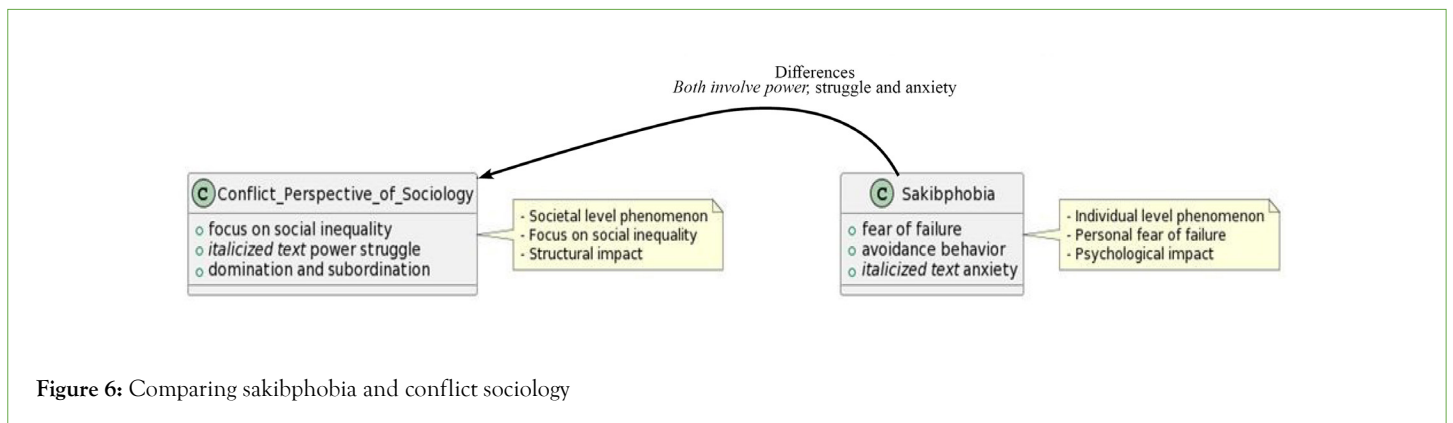 Differences
Both involve power, struggle and anxiety
C Conflict_Perspective_of_Sociology
focus on social inequality
italicized text power struggle
domination and subordination
- Societal level phenomenon
- Focus on social inequality
- Structural impact
C Sakibphobia
fear of failure
avoidance behavior
italicized text anxiety
- Individual level phenomenon
- Personal fear of failure
- Psychological impact
Figure 6: Comparing sakibphobia and conflict sociology